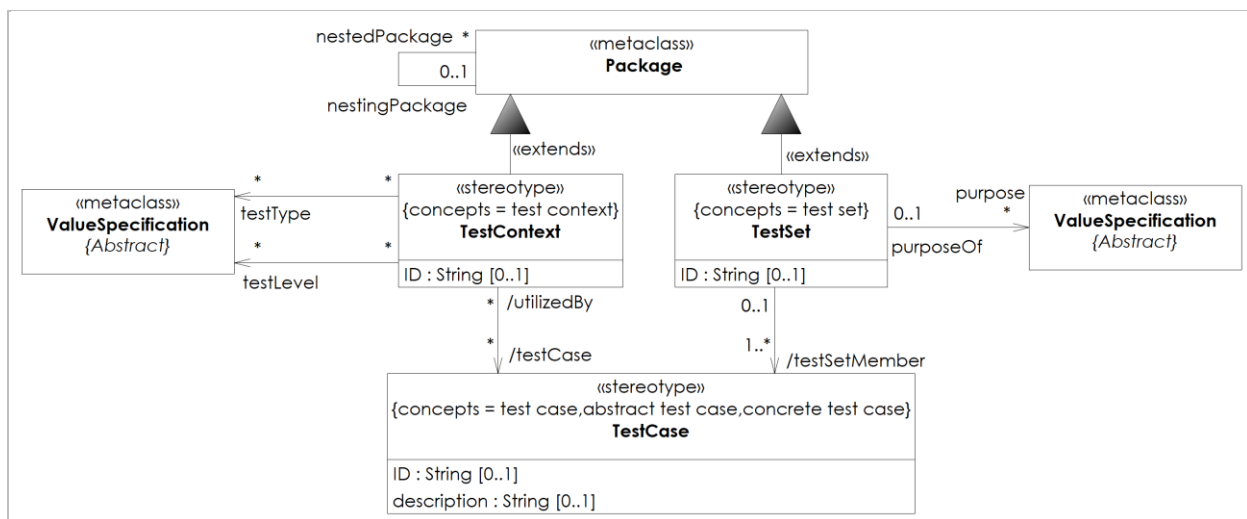 nestedPackage *
0..1
nestingPackage
«metaclass»
Package
«extends»
«extends»
«metaclass»
ValueSpecification
{Abstract}
* *
testType
* *
testLevel
«stereotype»
{concepts = test context}
TestContext
ID : String [0..1]
«stereotype»
{concepts = test set}
TestSet
ID : String [0..1]
purpose
0..1 *
purposeOf
«metaclass»
ValueSpecification
{Abstract}
* /utilizedBy
* /testCase
0..1
1..*
/testSetMember
«stereotype»
{concepts = test case,abstract test case,concrete test case}
TestCase
ID : String [0..1]
description : String [0..1]